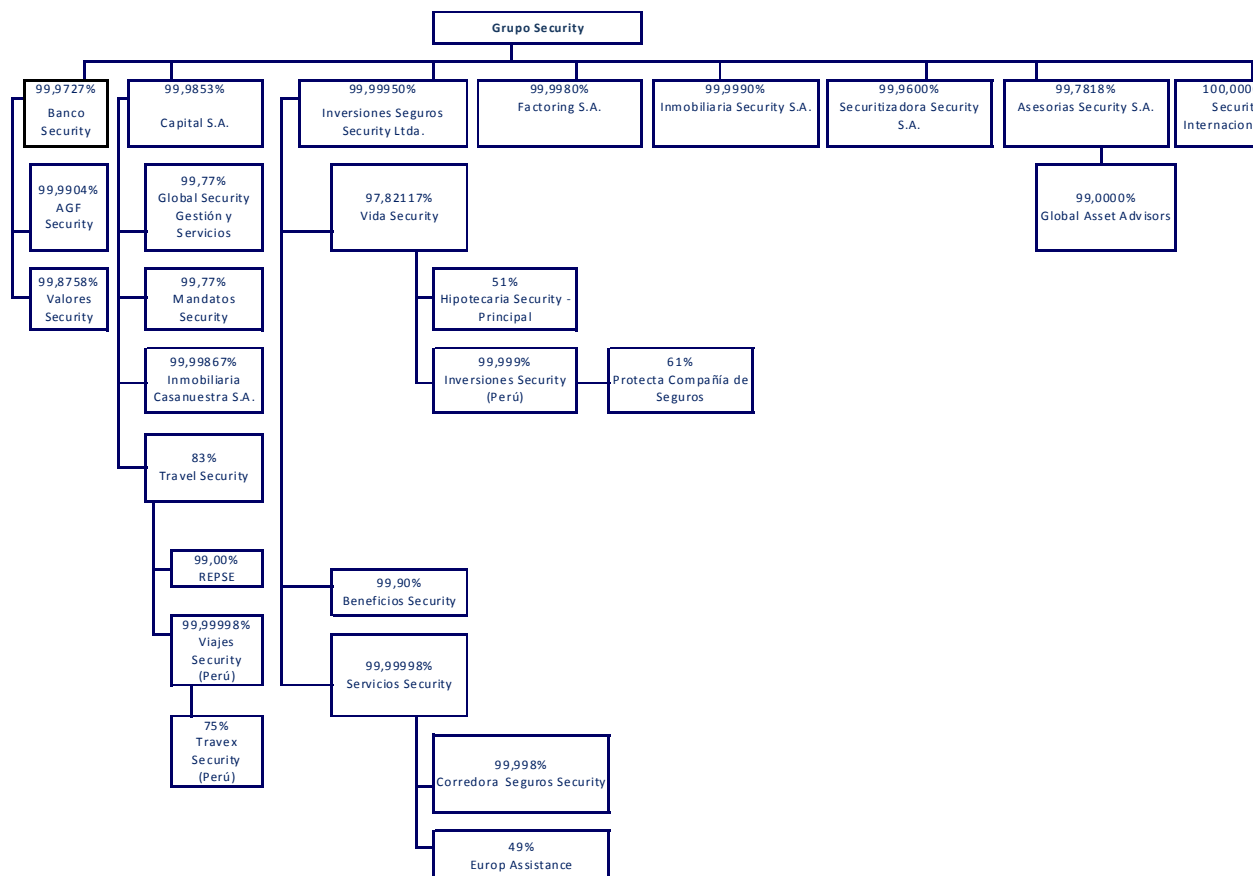 Grupo Security
99,9727%
Banco
Security
99,9853%
Capital S.A.
99,99950%
Inversiones Seguros
Security Ltda.
99,9980%
Factoring S.A.
99,9990%
Inmobiliaria Security S.A.
99,9600%
Securitizadora Security
S.A.
99,7818%
Asesorias Security S.A.
100,000
Securit
Internacion
99,9904%
AGF
Security
99,77%
Global Security
Gestión y
Servicios
97,82117%
Vida Security
99,0000%
Global Asset Advisors
99,8758%
Valores
Security
99,77%
Mandatos
Security
51%
Hipotecaria Security -
Principal
99,99867%
Inmobiliaria
Casanuestra S.A.
99,999%
Inversiones Security
(Perú)
61%
Protecta Compañía de
Seguros
83%
Travel Security
99,00%
REPSE
99,90%
Beneficios Security
99,99998%
Viajes
Security
(Perú)
99,99998%
Servicios Security
75%
Travex
Security
(Perú)
99,998%
Corredora Seguros Security
49%
Europ Assistance